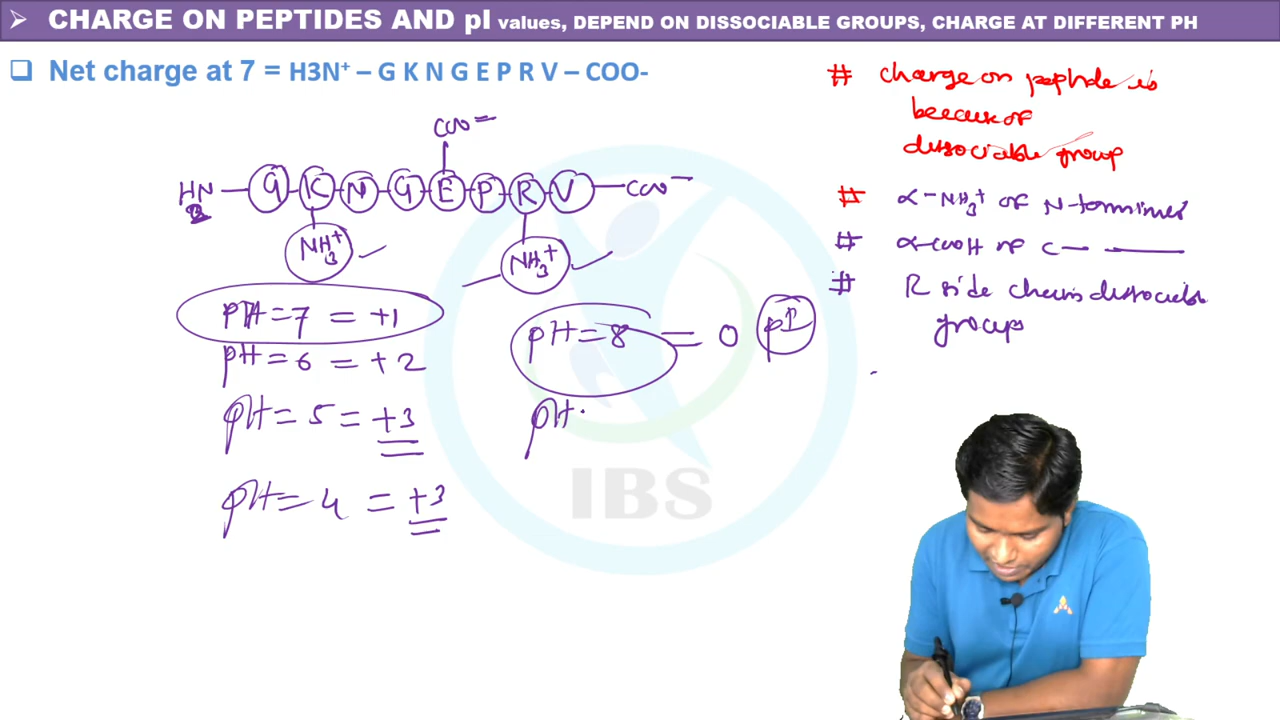 ➢ CHARGE ON PEPTIDES AND pI values, DEPEND ON DISSOCIABLE GROUPS, CHARGE AT DIFFERENT PH
❑ Net charge at 7 = H3N⁺ – G K N G E P R V – COO-
COO⁻
HN — G K N G E P R V — COO⁻
NH₃⁺ NH₃⁺
pH = 7 = +1
pH = 6 = +2
pH = 5 = +3
pH = 4 = +3
pH = 8 = 0 pI
pH
# charge on peptide is
because of
dissociable group
# α-NH₃⁺ of N-terminus
# α-COOH of C—
# R side chains dissociable
groups
IBS